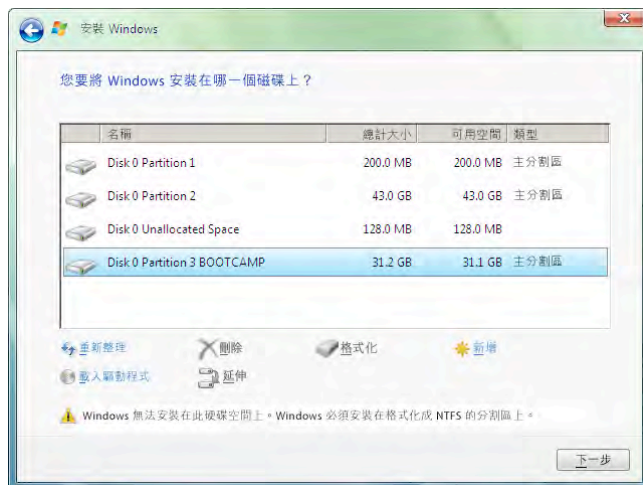 安裝 Windows
您要將 Windows 安裝在哪一個磁碟上？
名稱 總計大小 可用空間 類型
Disk 0 Partition 1 200.0 MB 200.0 MB 主分割區
Disk 0 Partition 2 43.0 GB 43.0 GB 主分割區
Disk 0 Unallocated Space 128.0 MB 128.0 MB
Disk 0 Partition 3 BOOTCAMP 31.2 GB 31.1 GB 主分割區
重新整理 刪除 格式化 新增
載入驅動程式 延伸
Windows 無法安裝在此硬碟空間上。Windows 必須安裝在格式化成 NTFS 的分割區上。
下一步